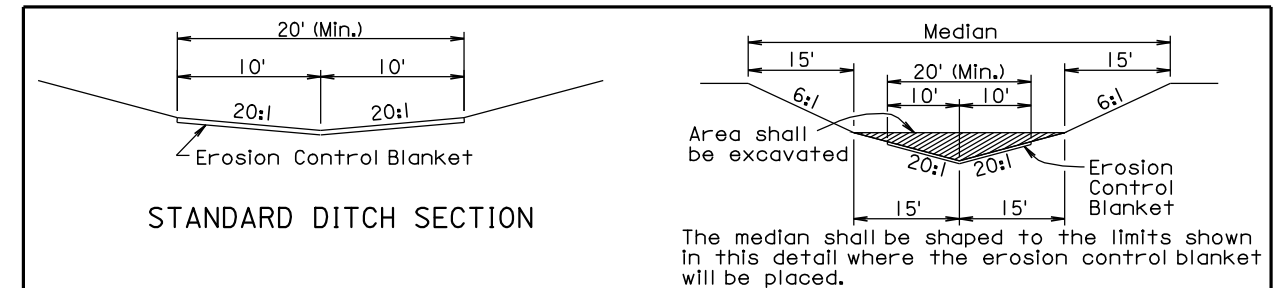 20' (Min.)
10' 10'
20:1 20:1
Erosion Control Blanket
STANDARD DITCH SECTION
Median
15' 15'
20' (Min.)
10' 10'
6:1 6:1
Area shall
be excavated
20:1 20:1
Erosion
Control
Blanket
15' 15'
The median shall be shaped to the limits shown
in this detail where the erosion control blanket
will be placed.